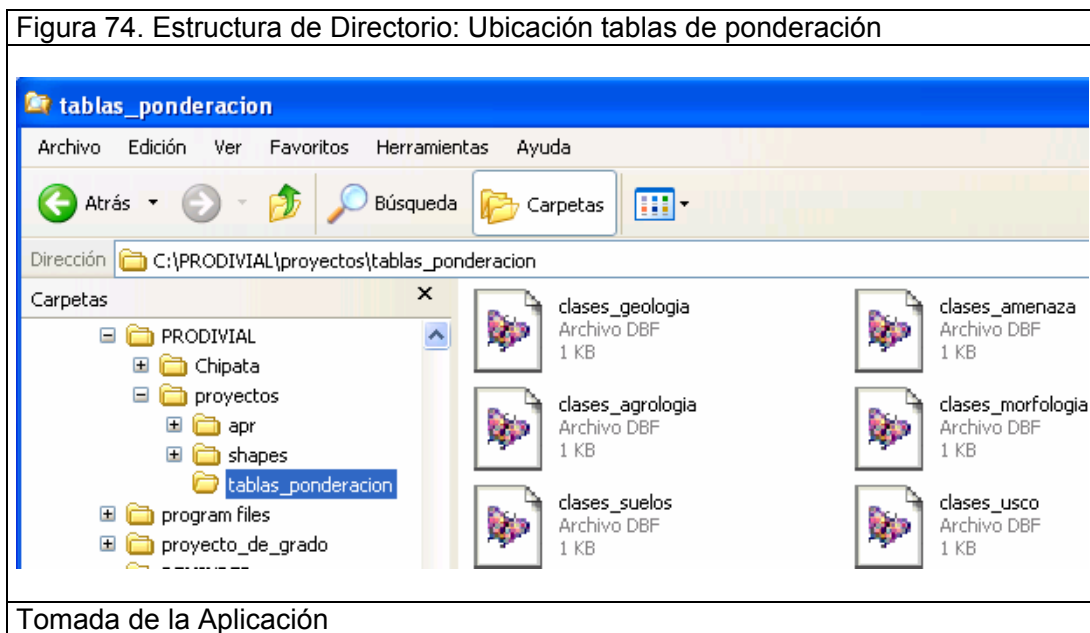 Figura 74. Estructura de Directorio: Ubicación tablas de ponderación
tablas_ponderacion
Archivo Edición Ver Favoritos Herramientas Ayuda
Atrás Búsqueda Carpetas
Dirección C:\PRODIVIAL\proyectos\tablas_ponderacion
Carpetas
PRODIVIAL
Chipata
proyectos
apr
shapes
tablas_ponderacion
program files
proyecto_de_grado
clases_geologia
Archivo DBF
1 KB
clases_amenaza
Archivo DBF
1 KB
clases_agrologia
Archivo DBF
1 KB
clases_morfologia
Archivo DBF
1 KB
clases_suelos
Archivo DBF
1 KB
clases_usco
Archivo DBF
1 KB
Tomada de la Aplicación